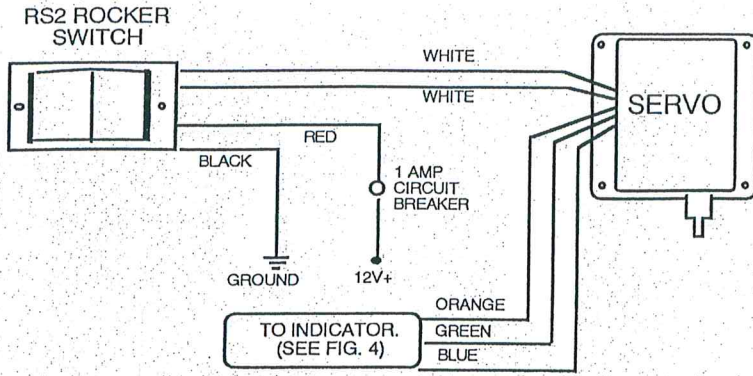 RS2 ROCKER
SWITCH
WHITE
WHITE
SERVO
RED
BLACK
1 AMP
CIRCUIT
BREAKER
GROUND
12V+
ORANGE
TO INDICATOR.
(SEE FIG. 4)
GREEN
BLUE